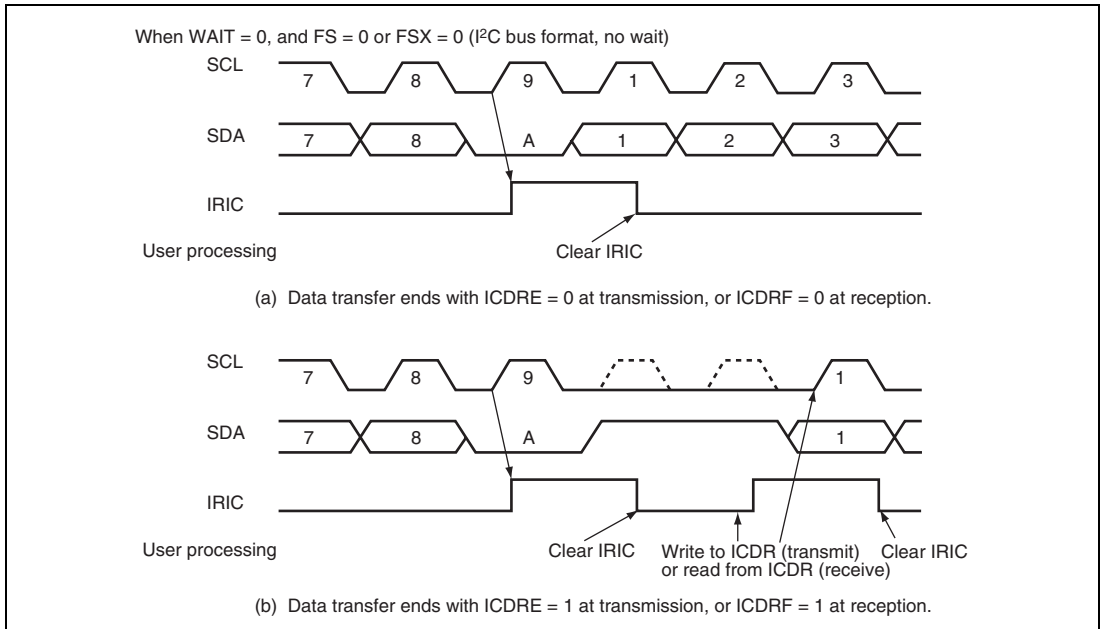 When WAIT = 0, and FS = 0 or FSX = 0 (I²C bus format, no wait)
SCL
7 8 9 1 2 3
SDA
7 8 A 1 2 3
IRIC
User processing
Clear IRIC
(a) Data transfer ends with ICDRE = 0 at transmission, or ICDRF = 0 at reception.
SCL
7 8 9 1
SDA
7 8 A 1
IRIC
User processing
Clear IRIC
Write to ICDR (transmit)
or read from ICDR (receive)
Clear IRIC
(b) Data transfer ends with ICDRE = 1 at transmission, or ICDRF = 1 at reception.